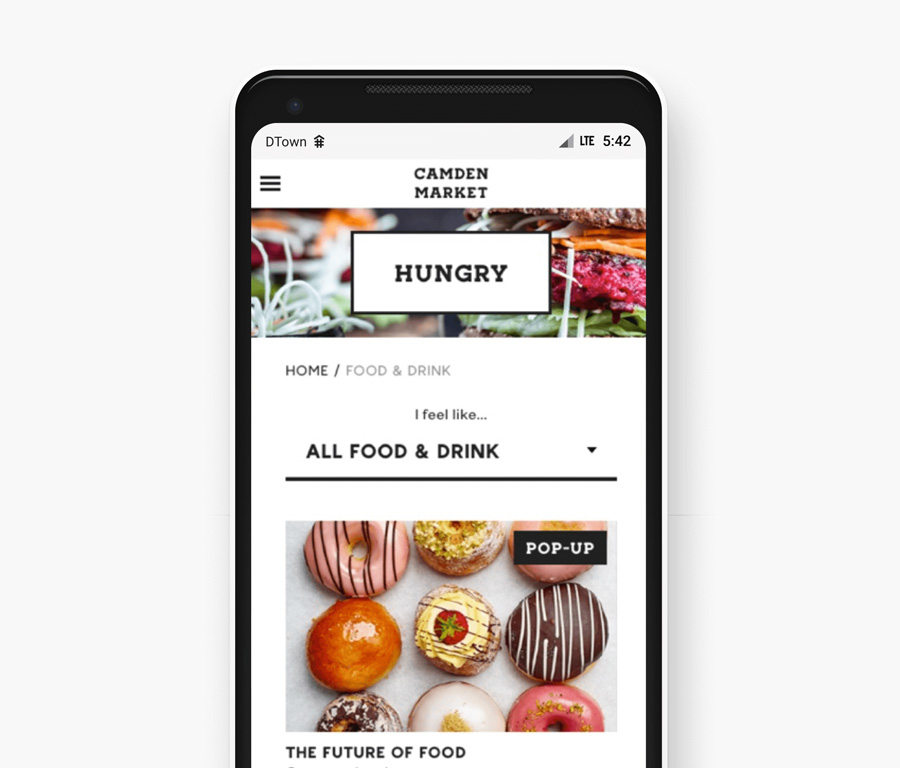 DTown LTE 5:42
CAMDEN
MARKET
HUNGRY
HOME / FOOD & DRINK
I feel like...
ALL FOOD & DRINK
POP-UP
THE FUTURE OF FOOD